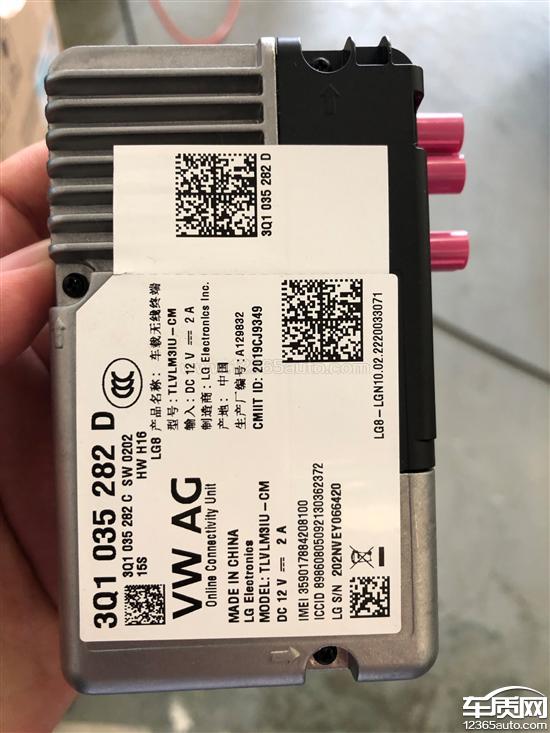 3Q1 035 282 D
3Q1 035 282 D
3Q1 035 282 C SW 0202
HW H16
15S
LG8
CCC
产品名称：车载无线终端
型号：TLVLM3IU-CM
输入：DC 12 V ⎓ 2 A
制造商：LG Electronics Inc.
产地：中国
生产厂编号：A129832
CMIIT ID: 2019CJ9349
VW AG
Online Connectivity Unit
MADE IN CHINA
LG Electronics
MODEL: TLVLM3IU-CM
DC 12 V ⎓ 2 A
IMEI 359017884208100
ICCID 89860805092130362372
LG S/N 202NVEY066420
LG8-LGN10.02.2220033071
www.12365auto.com
车质网
12365auto.com